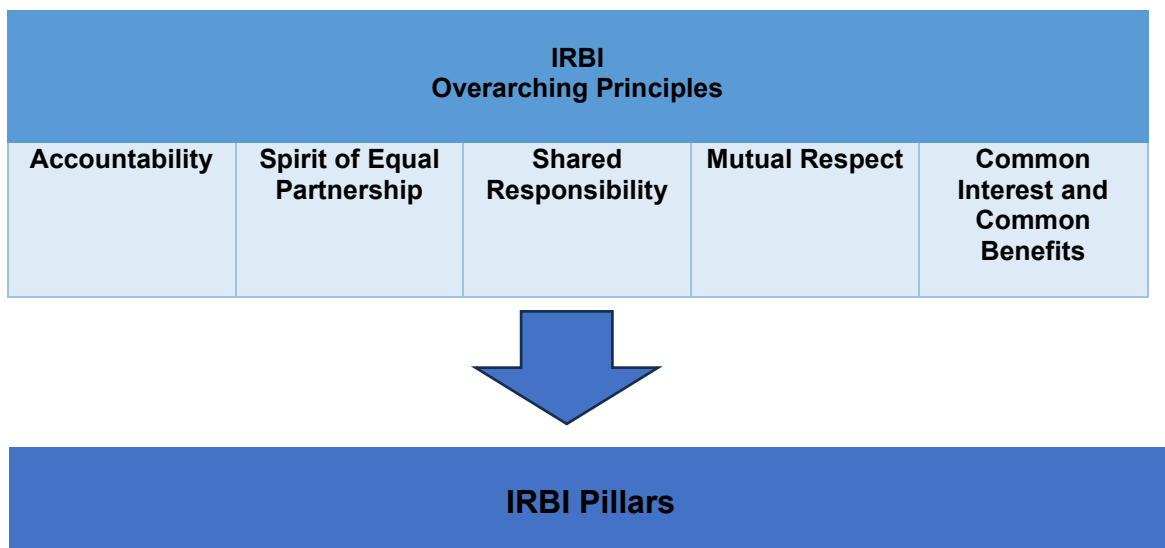 IRBI
Overarching Principles
Accountability
Spirit of Equal
Partnership
Shared
Responsibility
Mutual Respect
Common
Interest and
Common
Benefits
IRBI Pillars